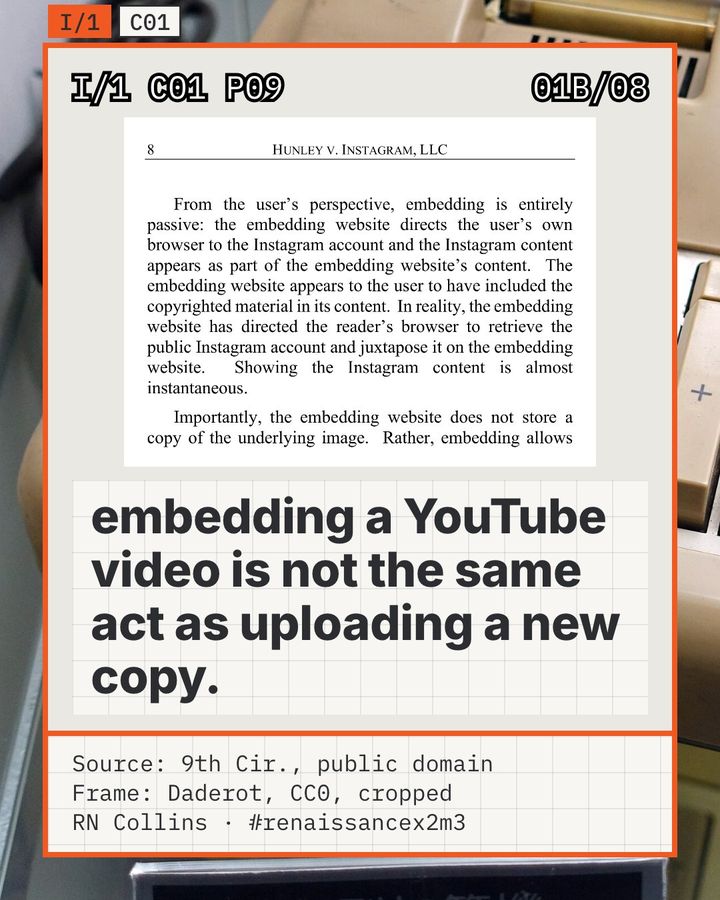 I/1 C01
I/1 C01 P09 01B/08
8 HUNLEY V. INSTAGRAM, LLC
From the user’s perspective, embedding is entirely
passive: the embedding website directs the user’s own
browser to the Instagram account and the Instagram content
appears as part of the embedding website’s content. The
embedding website appears to the user to have included the
copyrighted material in its content. In reality, the embedding
website has directed the reader’s browser to retrieve the
public Instagram account and juxtapose it on the embedding
website. Showing the Instagram content is almost
instantaneous.
Importantly, the embedding website does not store a
copy of the underlying image. Rather, embedding allows
embedding a YouTube
video is not the same
act as uploading a new
copy.
Source: 9th Cir., public domain
Frame: Daderot, CC0, cropped
RN Collins · #renaissancex2m3